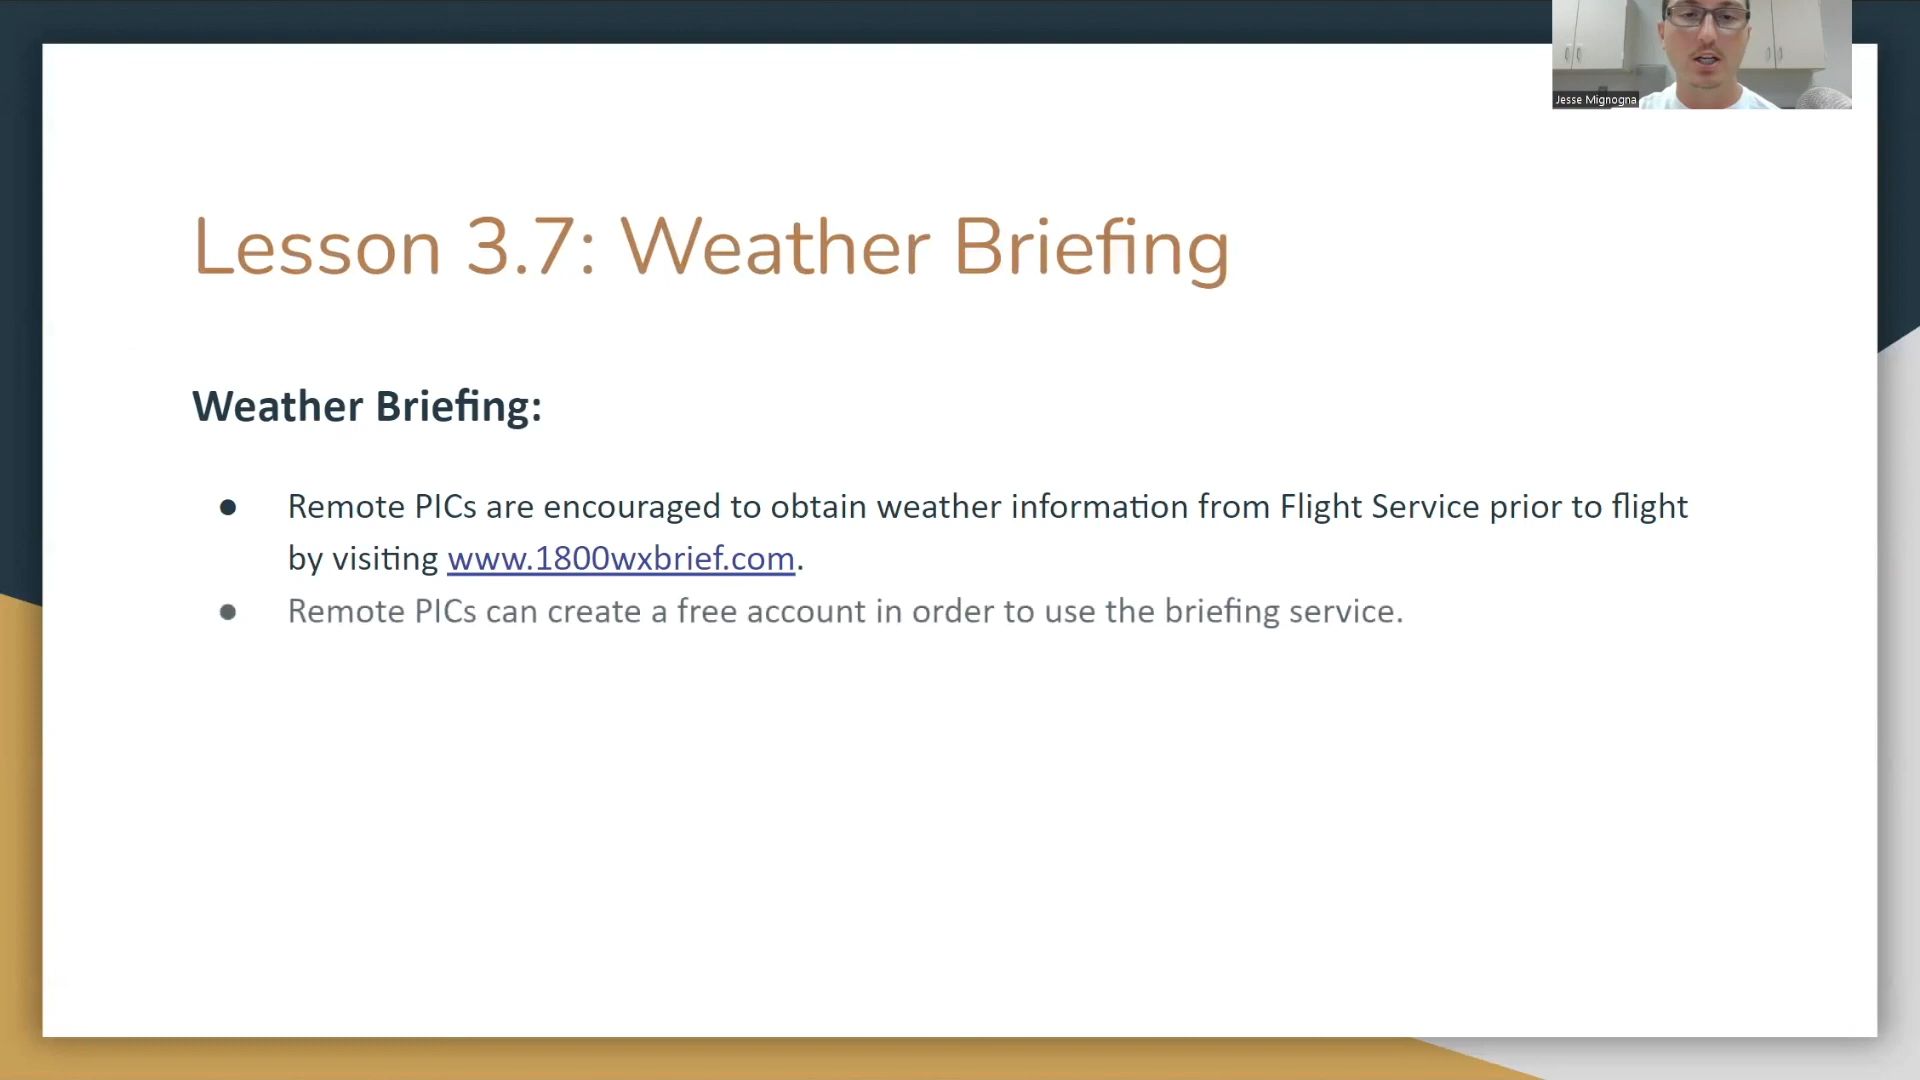 Jesse Mignogna
Lesson 3.7: Weather Briefing
Weather Briefing:
● Remote PICs are encouraged to obtain weather information from Flight Service prior to flight
by visiting www.1800wxbrief.com.
● Remote PICs can create a free account in order to use the briefing service.